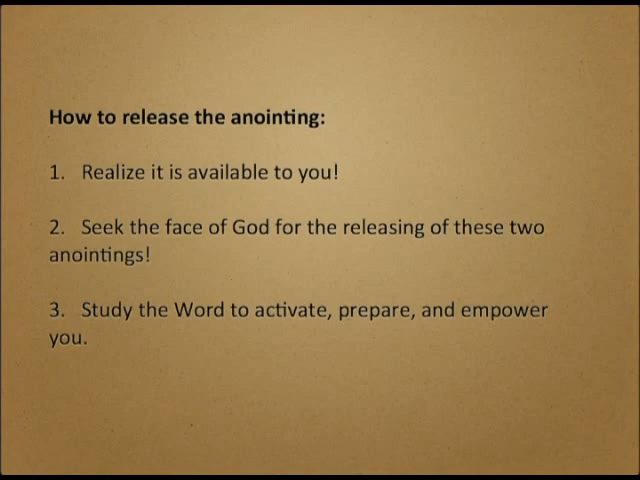 How to release the anointing:
1. Realize it is available to you!
2. Seek the face of God for the releasing of these two
anointings!
3. Study the Word to activate, prepare, and empower
you.